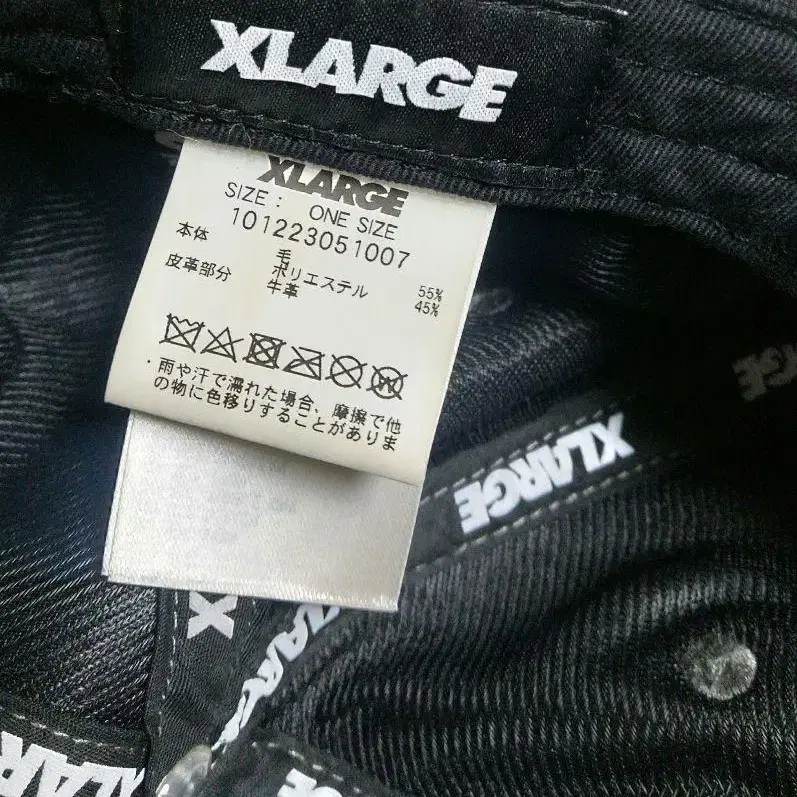 XLARGE
XLARGE
SIZE : ONE SIZE
101223051007
本体 毛 55%
ポリエステル 45%
皮革部分 牛革
・雨や汗で濡れた場合、摩擦で他
の物に色移りすることがありま
XLARGE
XLARGE
X
XLARGE
XLARGE